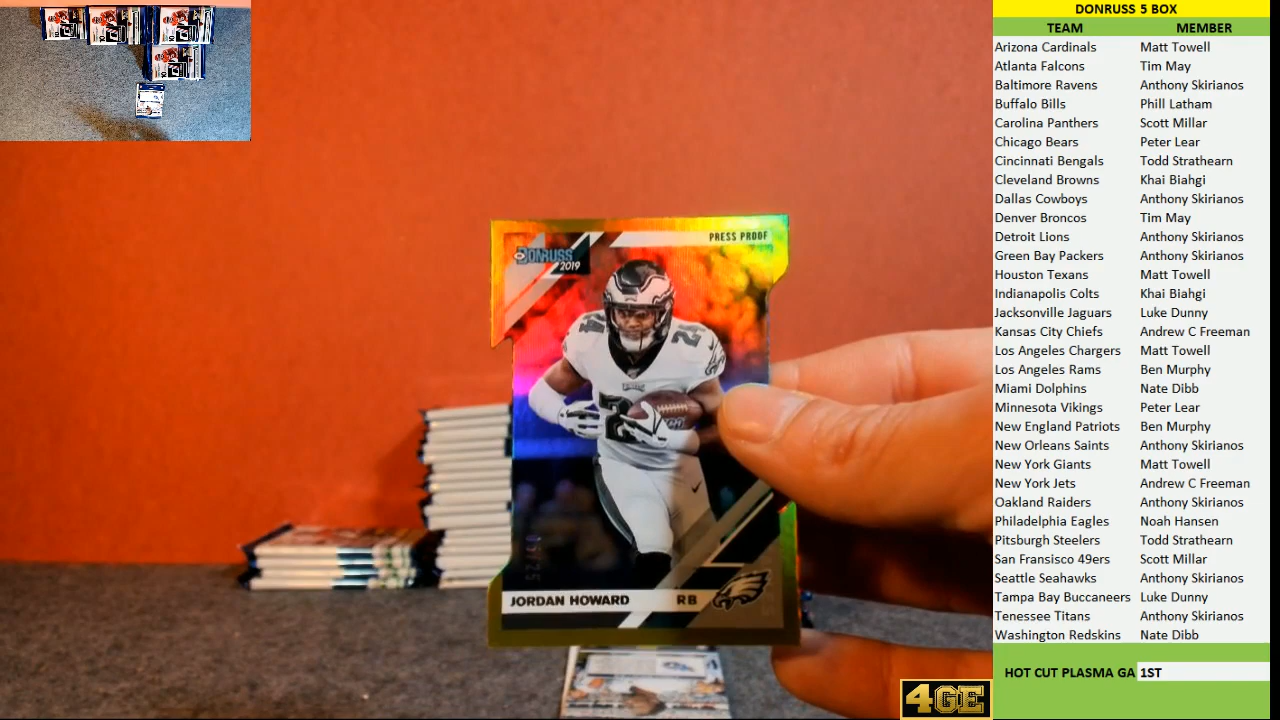 DONRUSS 5 BOX
TEAM MEMBER
Arizona Cardinals Matt Towell
Atlanta Falcons Tim May
Baltimore Ravens Anthony Skirianos
Buffalo Bills Phill Latham
Carolina Panthers Scott Millar
Chicago Bears Peter Lear
Cincinnati Bengals Todd Strathearn
Cleveland Browns Khai Biahgi
Dallas Cowboys Anthony Skirianos
Denver Broncos Tim May
Detroit Lions Anthony Skirianos
Green Bay Packers Anthony Skirianos
Houston Texans Matt Towell
Indianapolis Colts Khai Biahgi
Jacksonville Jaguars Luke Dunny
Kansas City Chiefs Andrew C Freeman
Los Angeles Chargers Matt Towell
Los Angeles Rams Ben Murphy
Miami Dolphins Nate Dibb
Minnesota Vikings Peter Lear
New England Patriots Ben Murphy
New Orleans Saints Anthony Skirianos
New York Giants Matt Towell
New York Jets Andrew C Freeman
Oakland Raiders Anthony Skirianos
Philadelphia Eagles Noah Hansen
Pitsburgh Steelers Todd Strathearn
San Fransisco 49ers Scott Millar
Seattle Seahawks Anthony Skirianos
Tampa Bay Buccaneers Luke Dunny
Tenessee Titans Anthony Skirianos
Washington Redskins Nate Dibb
HOT CUT PLASMA GA 1ST
PRESS PROOF
DONRUSS
2019
24
JORDAN HOWARD RB
4GE